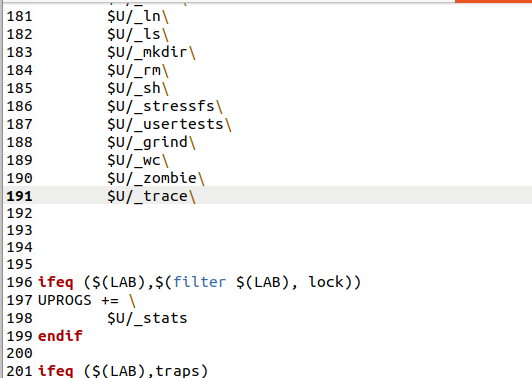 181 $U/_ln\
182 $U/_ls\
183 $U/_mkdir\
184 $U/_rm\
185 $U/_sh\
186 $U/_stressfs\
187 $U/_usertests\
188 $U/_grind\
189 $U/_wc\
190 $U/_zombie\
191 $U/_trace\
192
193
194
195
196 ifeq ($(LAB),$(filter $(LAB), lock))
197 UPROGS += \
198 $U/_stats
199 endif
200
201 ifeq ($(LAB),traps)